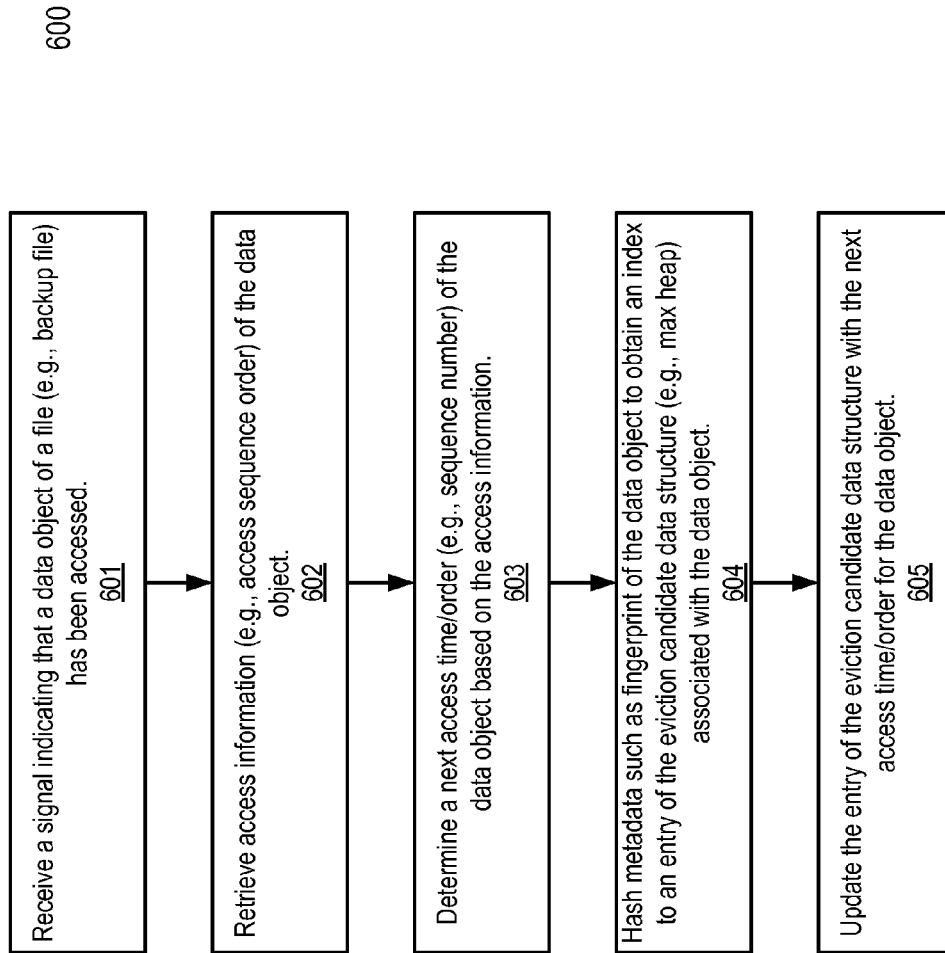 600
Receive a signal indicating that a data object of a file (e.g., backup file)
has been accessed.
601
Retrieve access information (e.g., access sequence order) of the data
object.
602
Determine a next access time/order (e.g., sequence number) of the
data object based on the access information.
603
Hash metadata such as fingerprint of the data object to obtain an index
to an entry of the eviction candidate data structure (e.g., max heap)
associated with the data object.
604
Update the entry of the eviction candidate data structure with the next
access time/order for the data object.
605